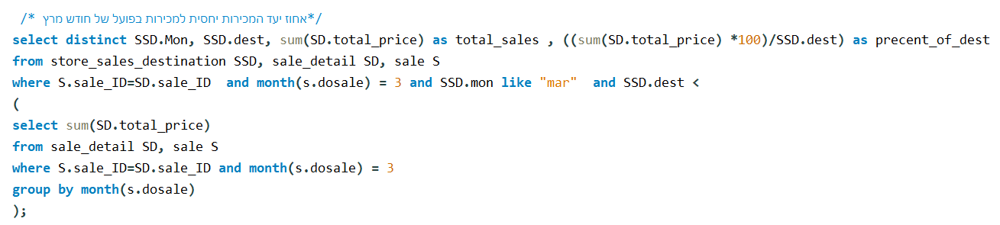 /* אחוז יעד המכירות יחסית למכירות בפועל של חודש מרץ*/
select distinct SSD.Mon, SSD.dest, sum(SD.total_price) as total_sales , ((sum(SD.total_price) *100)/SSD.dest) as precent_of_dest
from store_sales_destination SSD, sale_detail SD, sale S
where S.sale_ID=SD.sale_ID  and month(s.dosale) = 3 and SSD.mon like "mar"  and SSD.dest <
(
select sum(SD.total_price)
from sale_detail SD, sale S
where S.sale_ID=SD.sale_ID and month(s.dosale) = 3
group by month(s.dosale)
);